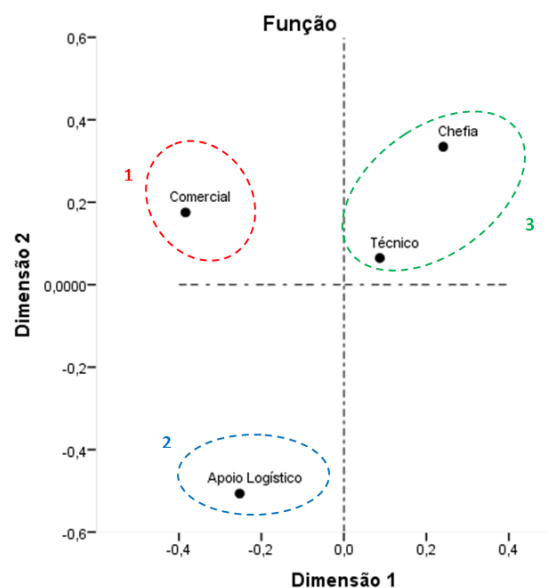 Função
0,6
0,4
0,2
0,0000
-0,2
-0,4
-0,6
Dimensão 2
1
Comercial
Chefia
Técnico
3
2
Apoio Logístico
-0,4
-0,2
0,0
0,2
0,4
Dimensão 1